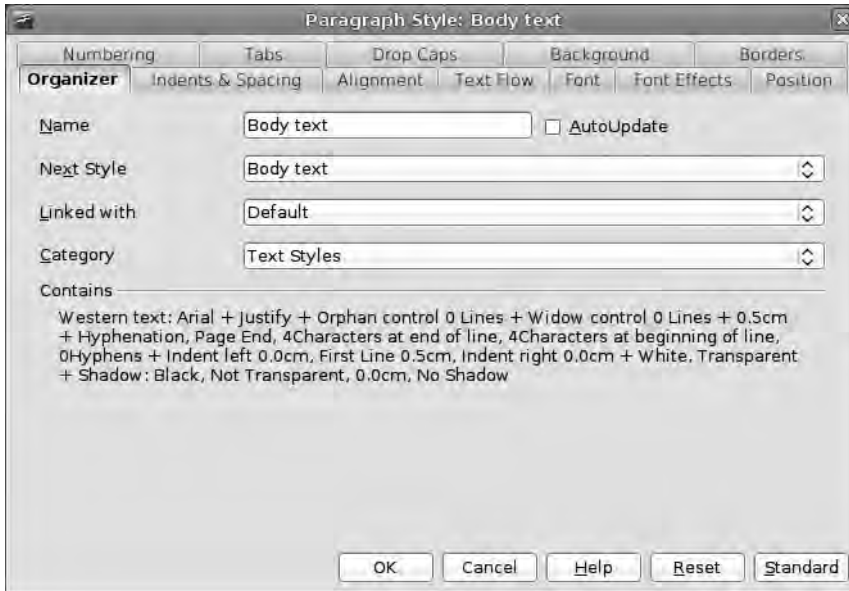 Paragraph Style: Body text
Numbering Tabs Drop Caps Background Borders
Organizer Indents & Spacing Alignment Text Flow Font Font Effects Position
Name Body text AutoUpdate
Next Style Body text
Linked with Default
Category Text Styles
Contains
Western text: Arial + Justify + Orphan control 0 Lines + Widow control 0 Lines + 0.5cm
+ Hyphenation, Page End, 4Characters at end of line, 4Characters at beginning of line,
0Hyphens + Indent left 0.0cm, First Line 0.5cm, Indent right 0.0cm + White, Transparent
+ Shadow: Black, Not Transparent, 0.0cm, No Shadow
OK Cancel Help Reset Standard